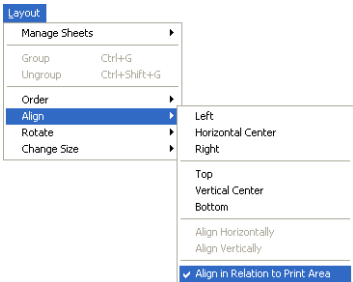 Layout
Manage Sheets
Group Ctrl+G
Ungroup Ctrl+Shift+G
Order
Align
Rotate
Change Size
Left
Horizontal Center
Right
Top
Vertical Center
Bottom
Align Horizontally
Align Vertically
Align in Relation to Print Area